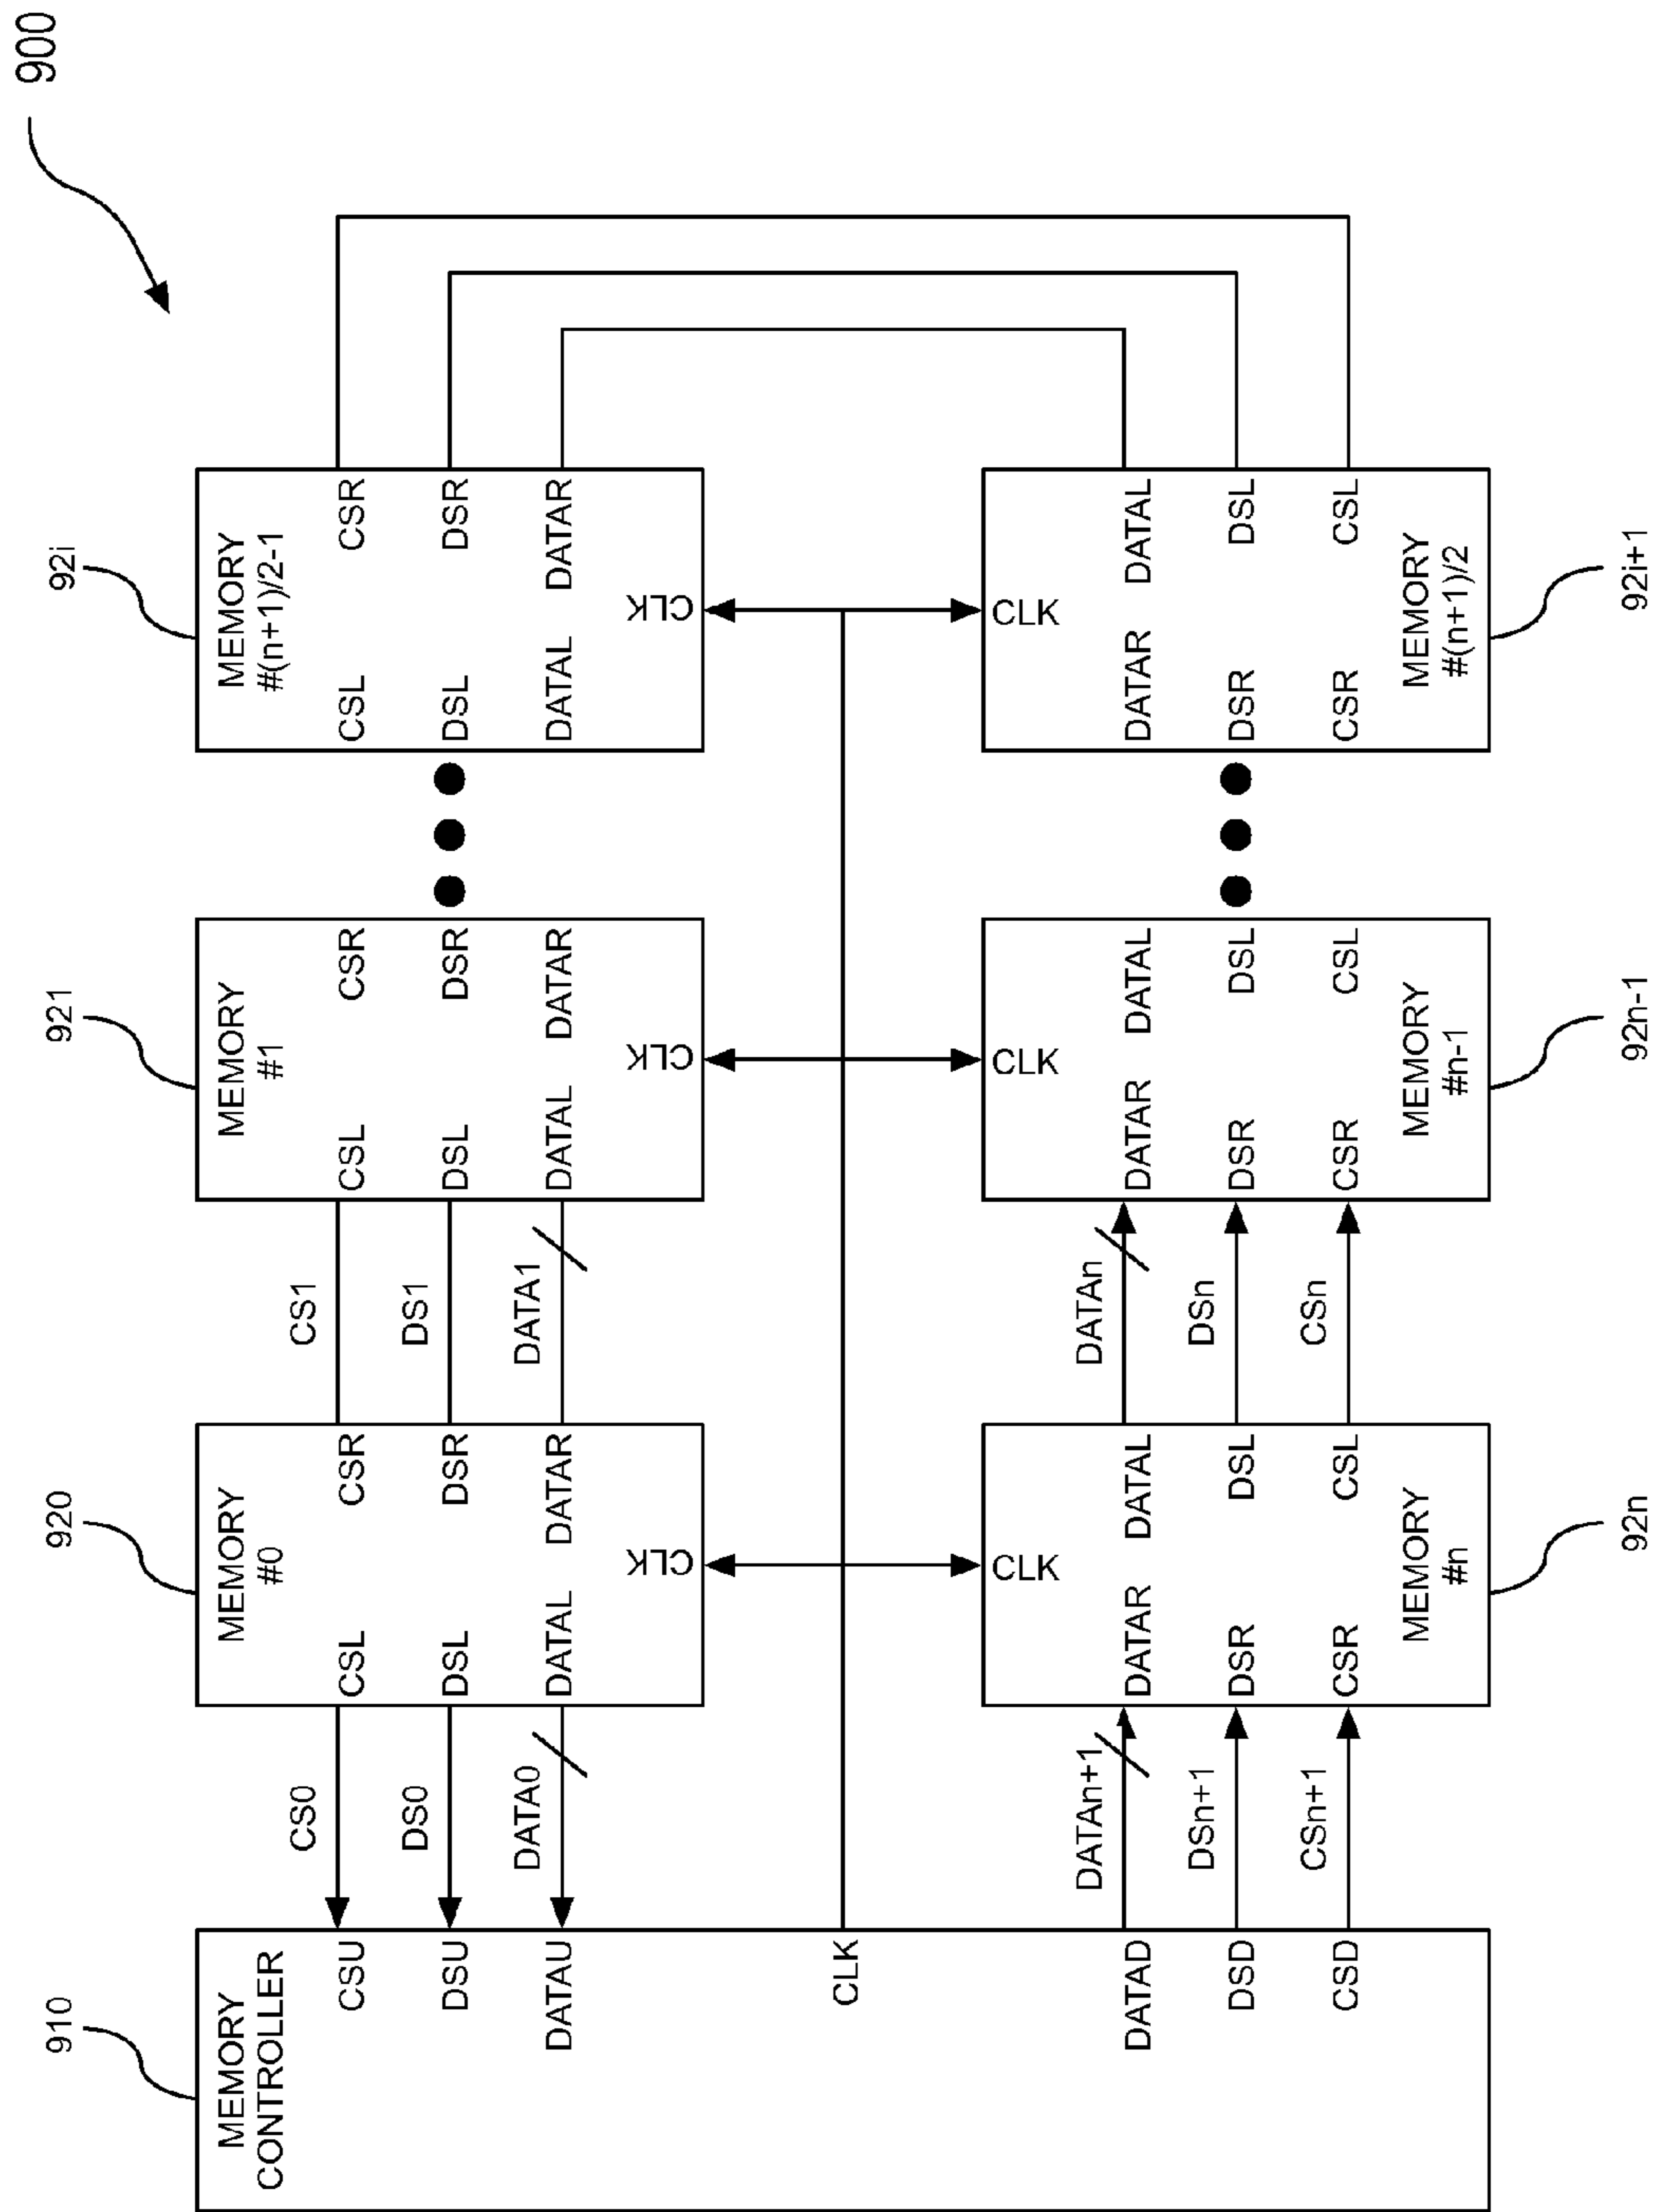 900
910
920
921
92i
MEMORY
CONTROLLER
CSU
DSU
DATAU
CLK
DATAD
DSD
CSD
CS0
DS0
DATA0
MEMORY
#0
CSL CSR
DSL DSR
DATAL DATAR
CLK
CS1
DS1
DATA1
MEMORY
#1
CSL CSR
DSL DSR
DATAL DATAR
CLK
MEMORY
#(n+1)/2-1
CSL CSR
DSL DSR
DATAL DATAR
CLK
DATAn+1
DSn+1
CSn+1
CLK
DATAR DATAL
DSR DSL
CSR CSL
MEMORY
#n
DATAn
DSn
CSn
CLK
DATAR DATAL
DSR DSL
CSR CSL
MEMORY
#n-1
CLK
DATAR DATAL
DSR DSL
CSR CSL
MEMORY
#(n+1)/2
92n
92n-1
92i+1